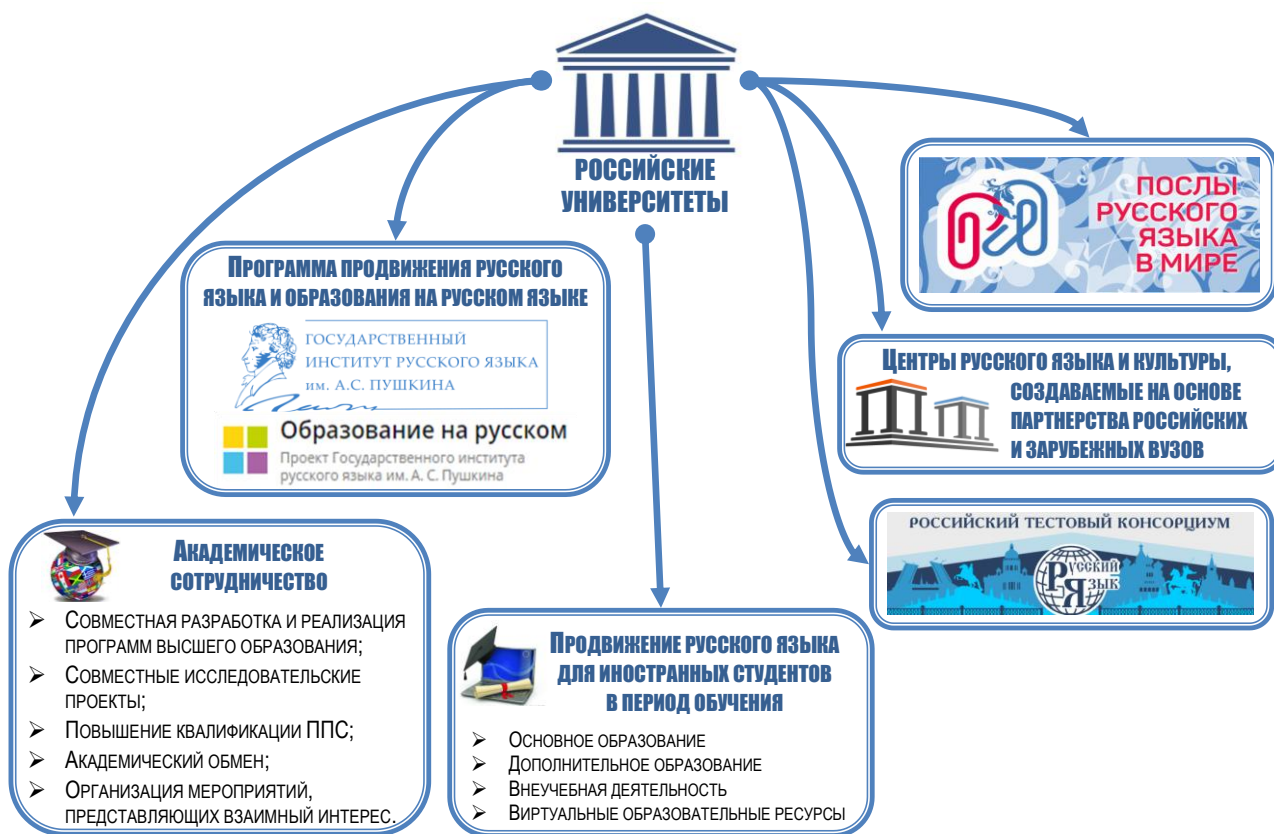 РОССИЙСКИЕ
УНИВЕРСИТЕТЫ
ПОСЛЫ
РУССКОГО
ЯЗЫКА
В МИРЕ
ПРОГРАММА ПРОДВИЖЕНИЯ РУССКОГО
ЯЗЫКА И ОБРАЗОВАНИЯ НА РУССКОМ ЯЗЫКЕ
ГОСУДАРСТВЕННЫЙ
ИНСТИТУТ РУССКОГО ЯЗЫКА
им. А.С. ПУШКИНА
Образование на русском
Проект Государственного института
русского языка им. А. С. Пушкина
ЦЕНТРЫ РУССКОГО ЯЗЫКА И КУЛЬТУРЫ,
СОЗДАВАЕМЫЕ НА ОСНОВЕ
ПАРТНЕРСТВА РОССИЙСКИХ
И ЗАРУБЕЖНЫХ ВУЗОВ
РОССИЙСКИЙ ТЕСТОВЫЙ КОНСОРЦИУМ
РУССКИЙ
ЯЗЫК
АКАДЕМИЧЕСКОЕ
СОТРУДНИЧЕСТВО
➢ СОВМЕСТНАЯ РАЗРАБОТКА И РЕАЛИЗАЦИЯ
ПРОГРАММ ВЫСШЕГО ОБРАЗОВАНИЯ;
➢ СОВМЕСТНЫЕ ИССЛЕДОВАТЕЛЬСКИЕ
ПРОЕКТЫ;
➢ ПОВЫШЕНИЕ КВАЛИФИКАЦИИ ППС;
➢ АКАДЕМИЧЕСКИЙ ОБМЕН;
➢ ОРГАНИЗАЦИЯ МЕРОПРИЯТИЙ,
ПРЕДСТАВЛЯЮЩИХ ВЗАИМНЫЙ ИНТЕРЕС.
ПРОДВИЖЕНИЕ РУССКОГО ЯЗЫКА
ДЛЯ ИНОСТРАННЫХ СТУДЕНТОВ
В ПЕРИОД ОБУЧЕНИЯ
➢ ОСНОВНОЕ ОБРАЗОВАНИЕ
➢ ДОПОЛНИТЕЛЬНОЕ ОБРАЗОВАНИЕ
➢ ВНЕУЧЕБНАЯ ДЕЯТЕЛЬНОСТЬ
➢ ВИРТУАЛЬНЫЕ ОБРАЗОВАТЕЛЬНЫЕ РЕСУРСЫ